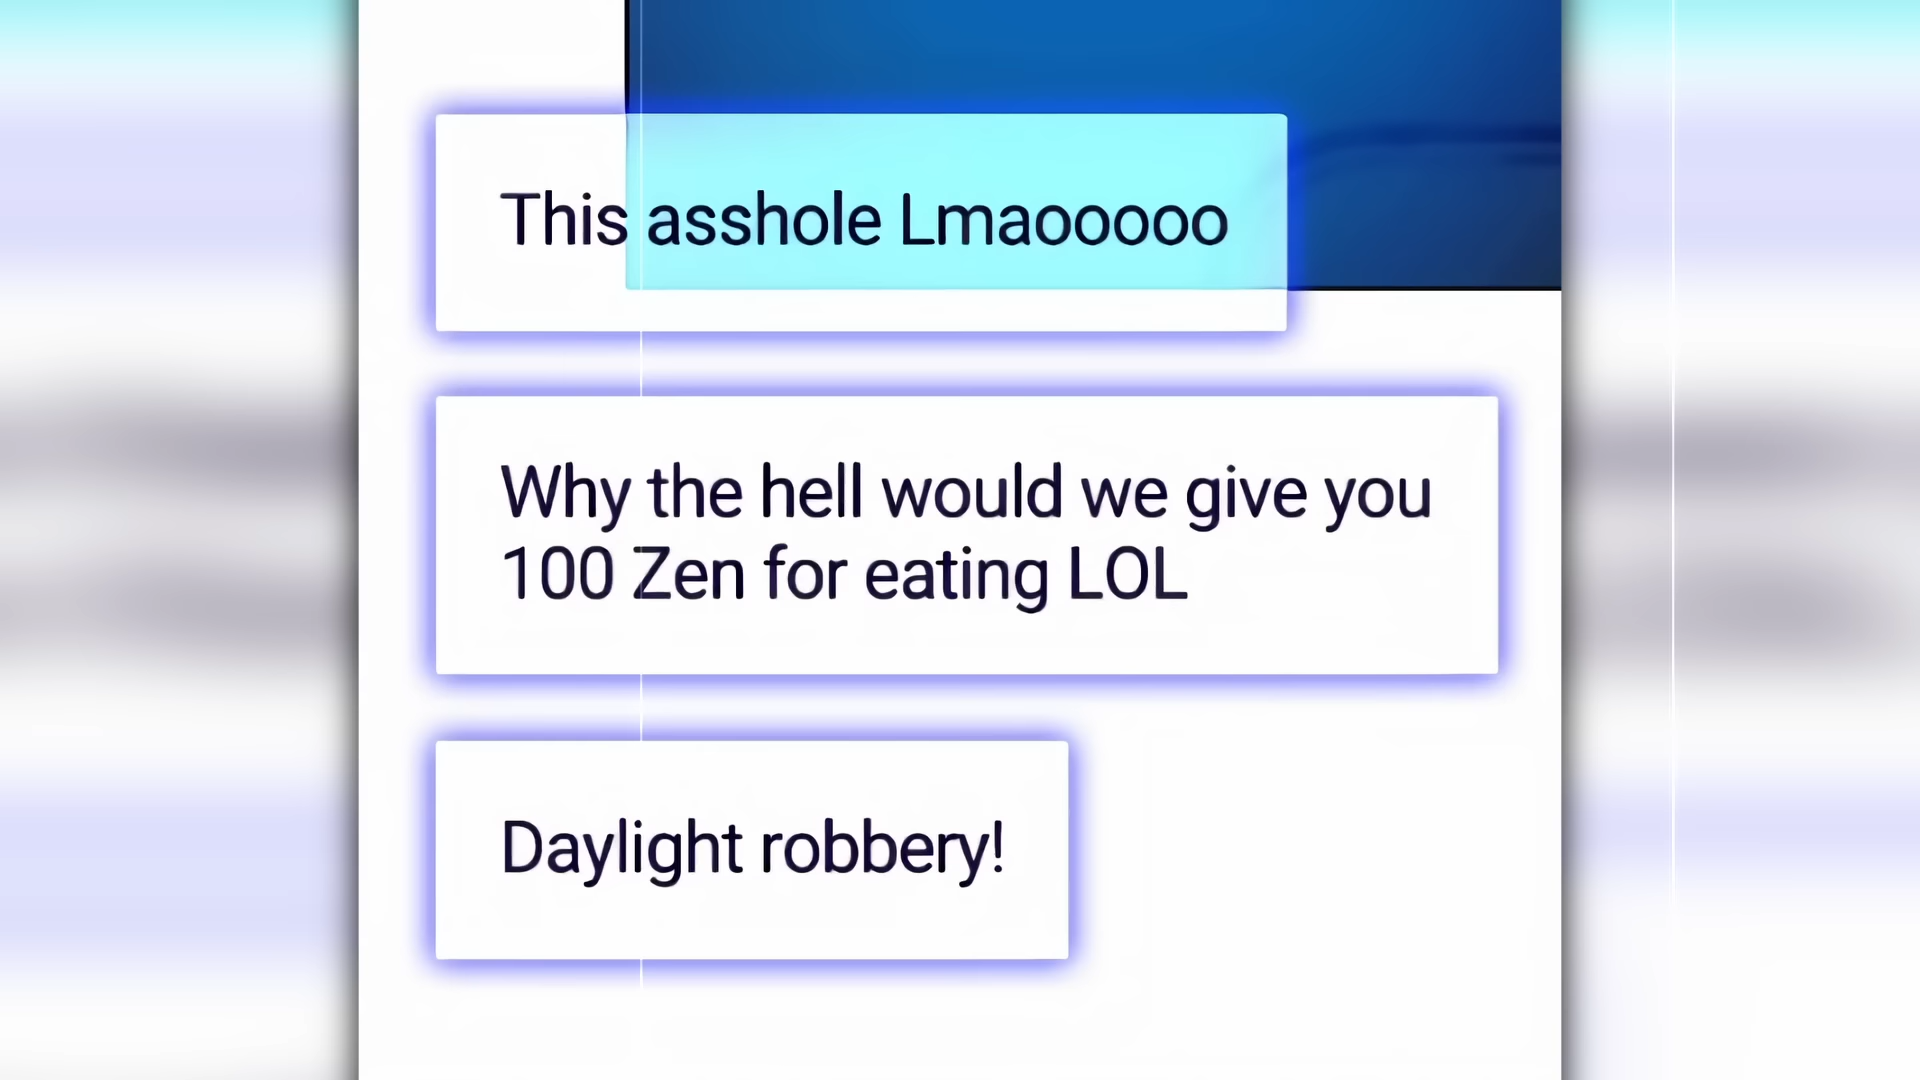 This asshole Lmaooooo
Why the hell would we give you
100 Zen for eating LOL
Daylight robbery!